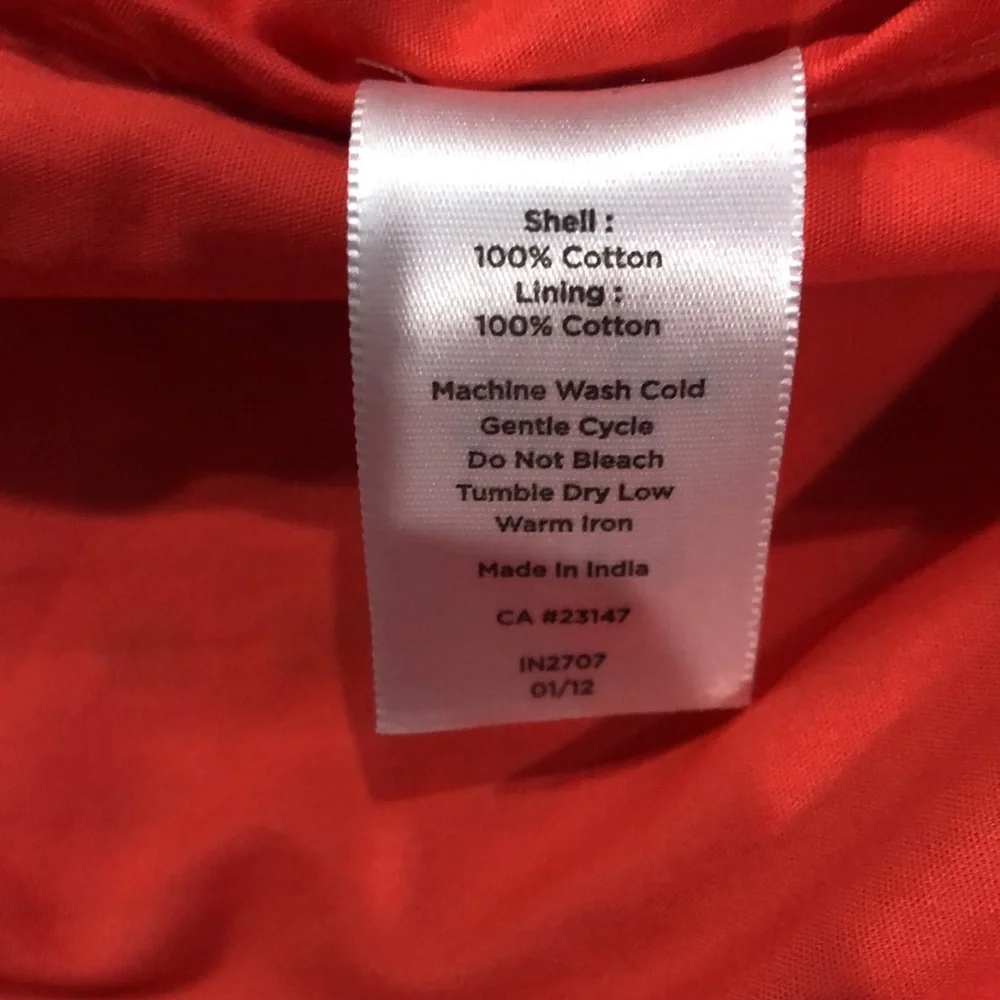 Shell :
100% Cotton
Lining :
100% Cotton
Machine Wash Cold
Gentle Cycle
Do Not Bleach
Tumble Dry Low
Warm Iron
Made In India
CA #23147
IN2707
01/12